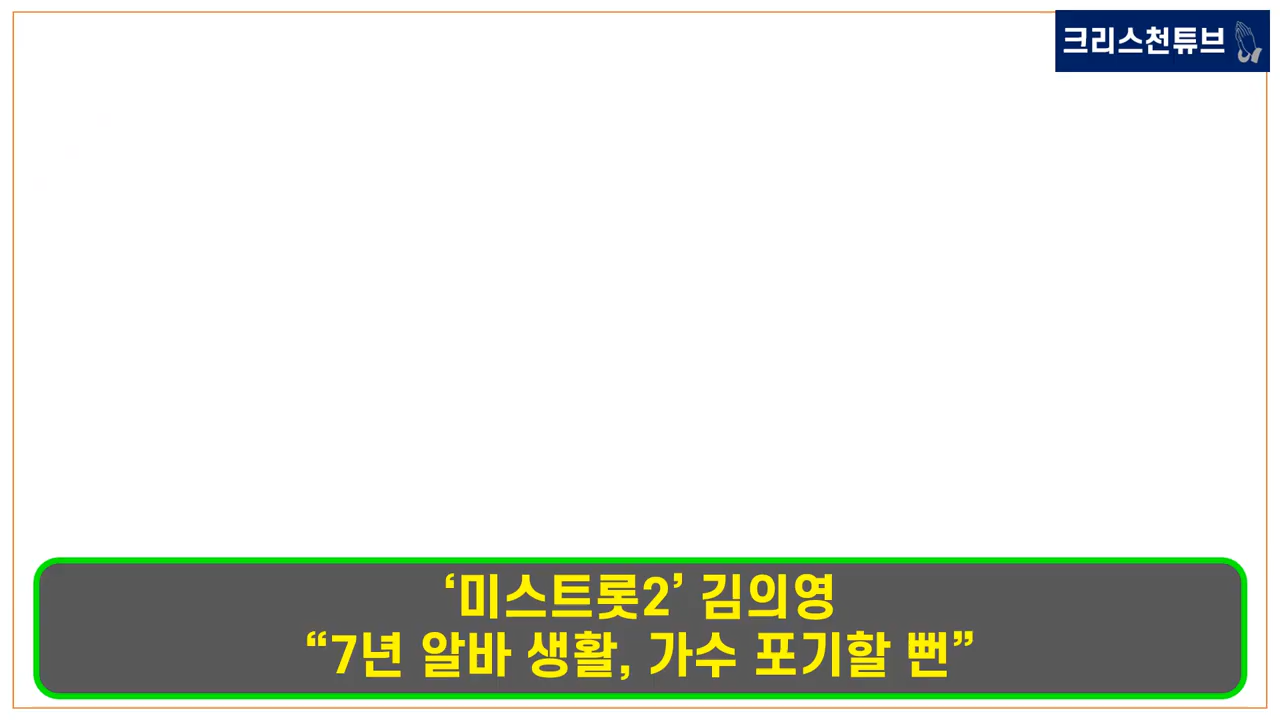 크리스천튜브
‘미스트롯2’ 김의영
“7년 알바 생활, 가수 포기할 뻔”